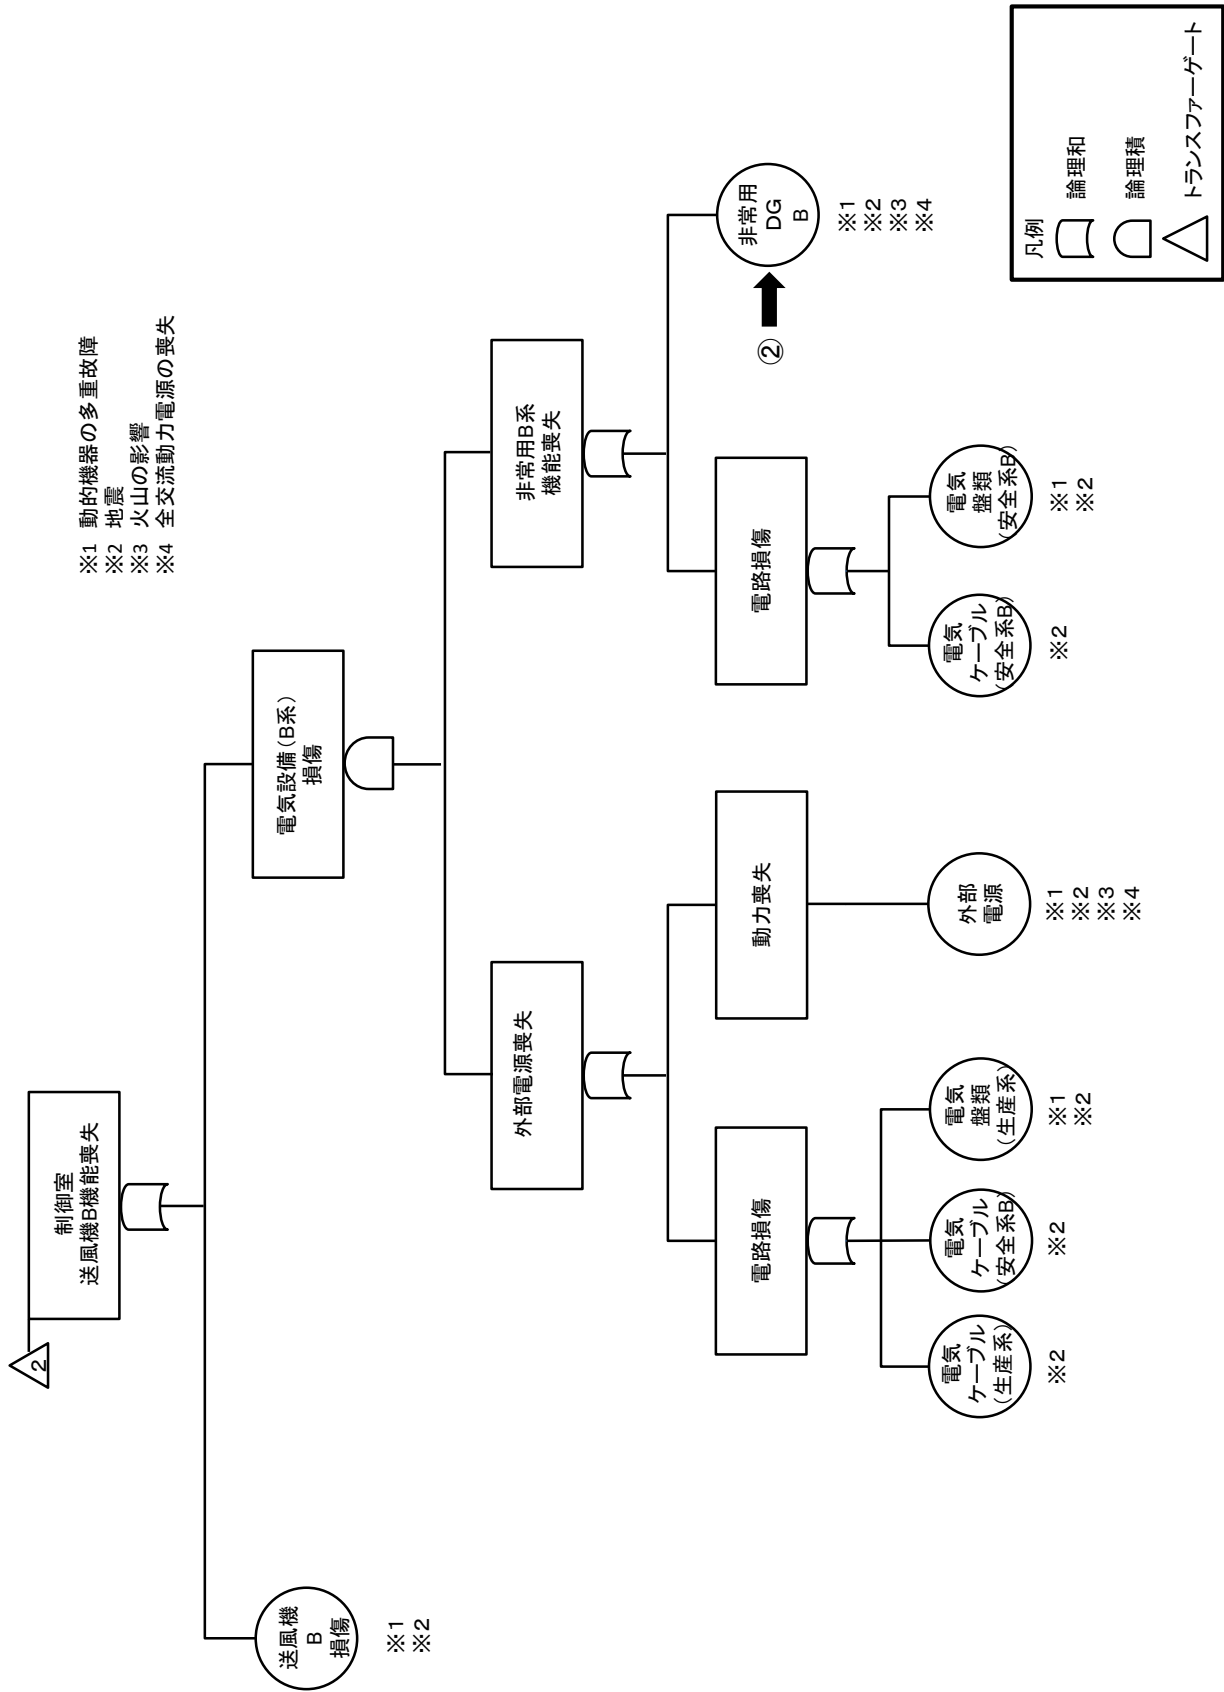 2
制御室
送風機B機能喪失
※1 動的機器の多重故障
※2 地震
※3 火山の影響
※4 全交流動力電源の喪失
送風機
B
損傷
※1
※2
電気設備(B系)
損傷
外部電源喪失
非常用B系
機能喪失
電路損傷
動力喪失
電路損傷
②
非常用
DG
B
※1
※2
※3
※4
電気
ケーブル
(生産系)
※2
電気
ケーブル
(安全系B)
※2
電気
盤類
(生産系)
※1
※2
外部
電源
※1
※2
※3
※4
電気
ケーブル
(安全系B)
※2
電気
盤類
(安全系B)
※1
※2
凡例
論理和
論理積
トランスファーゲート